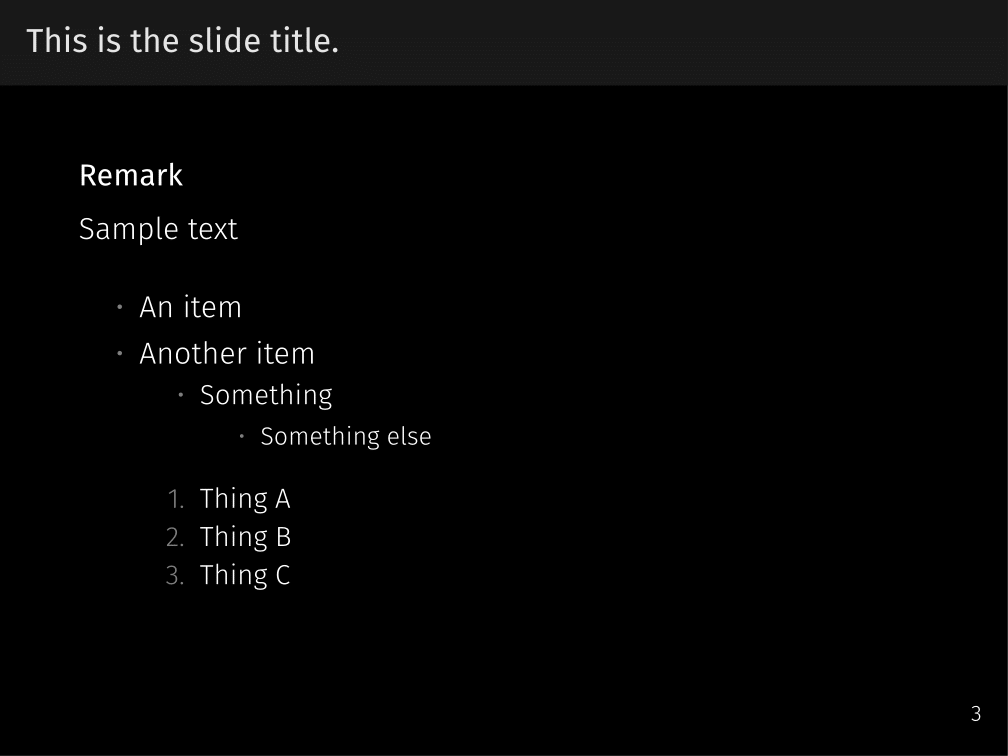 This is the slide title.
Remark
Sample text
· An item
· Another item
· Something
· Something else
1. Thing A
2. Thing B
3. Thing C
3